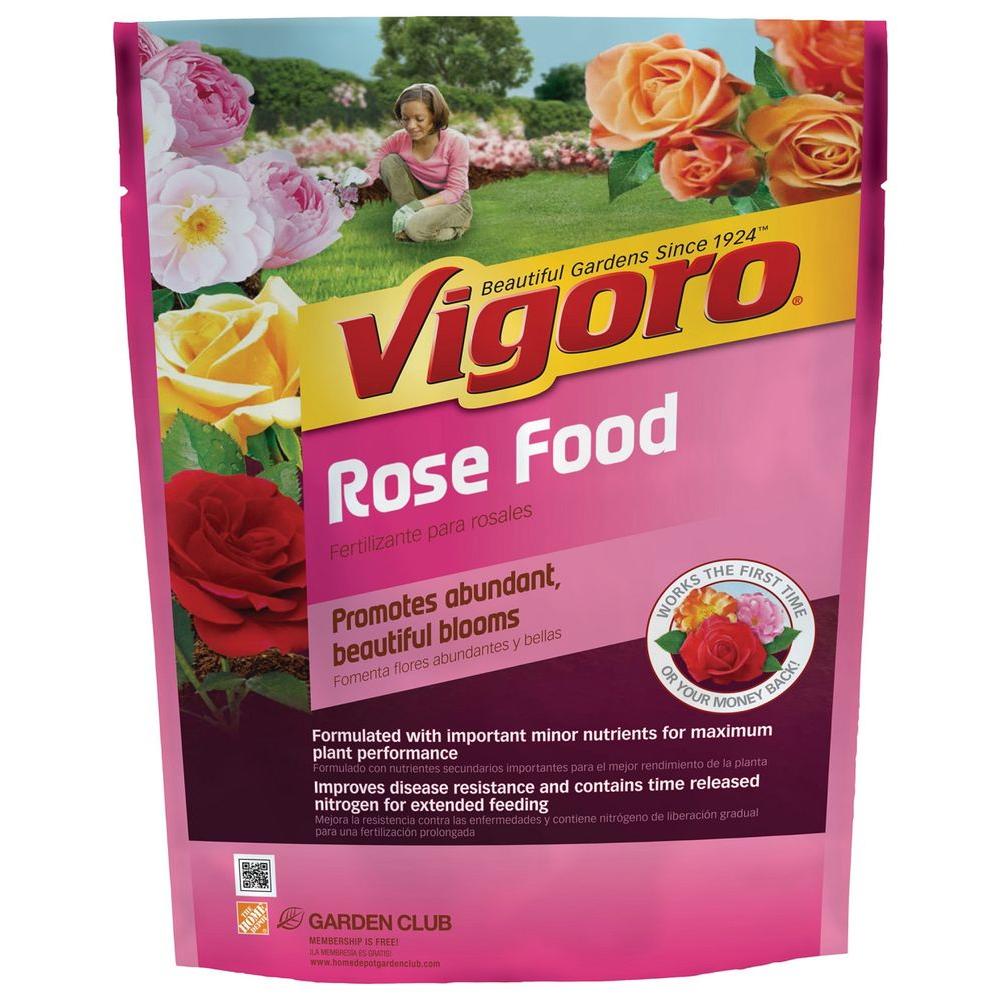 Beautiful Gardens Since 1924™
Vigoro®
Rose Food
Fertilizante para rosales
Promotes abundant,
beautiful blooms
Fomenta flores abundantes y bellas
WORKS THE FIRST TIME
OR YOUR MONEY BACK!
Formulated with important minor nutrients for maximum
plant performance
Formulado con nutrientes secundarios importantes para el mejor rendimiento de la planta
Improves disease resistance and contains time released
nitrogen for extended feeding
Mejora la resistencia contra las enfermedades y contiene nitrógeno de liberación gradual
para una fertilización prolongada
THE
HOME
DEPOT
GARDEN CLUB
MEMBERSHIP IS FREE!
¡LA MEMBRESÍA ES GRATIS!
www.homedepotgardenclub.com